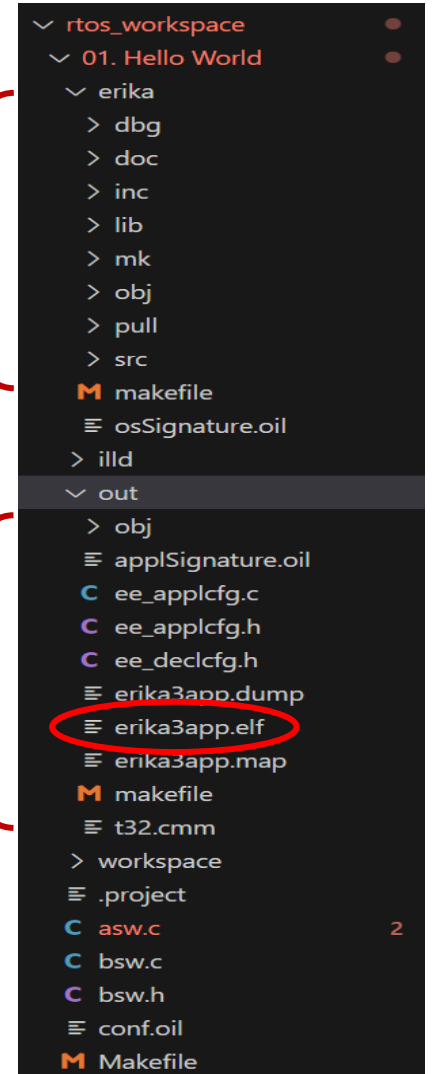 rtos_workspace
01. Hello World
erika
dbg
doc
inc
lib
mk
obj
pull
src
M makefile
osSignature.oil
illd
out
obj
applSignature.oil
C ee_applcfg.c
C ee_applcfg.h
C ee_declcfg.h
erika3app.dump
erika3app.elf
erika3app.map
M makefile
t32.cmm
workspace
.project
C asw.c 2
C bsw.c
C bsw.h
conf.oil
M Makefile